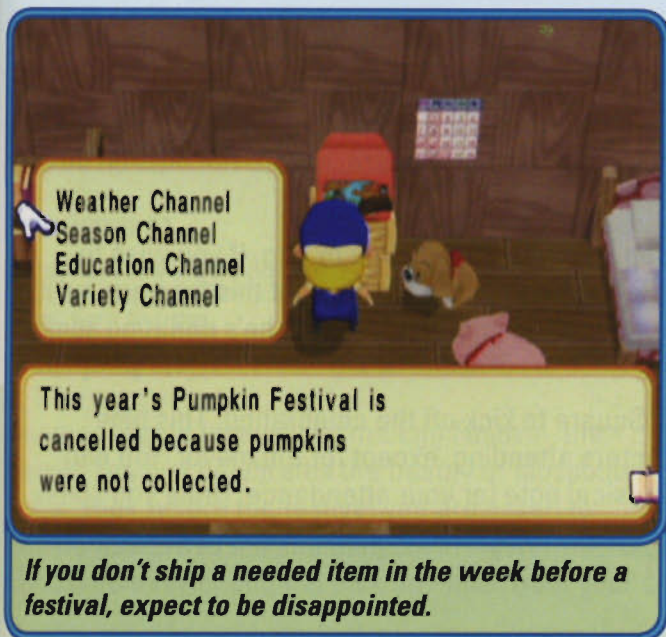 Weather Channel
Season Channel
Education Channel
Variety Channel
This year's Pumpkin Festival is
cancelled because pumpkins
were not collected.
If you don't ship a needed item in the week before a
festival, expect to be disappointed.